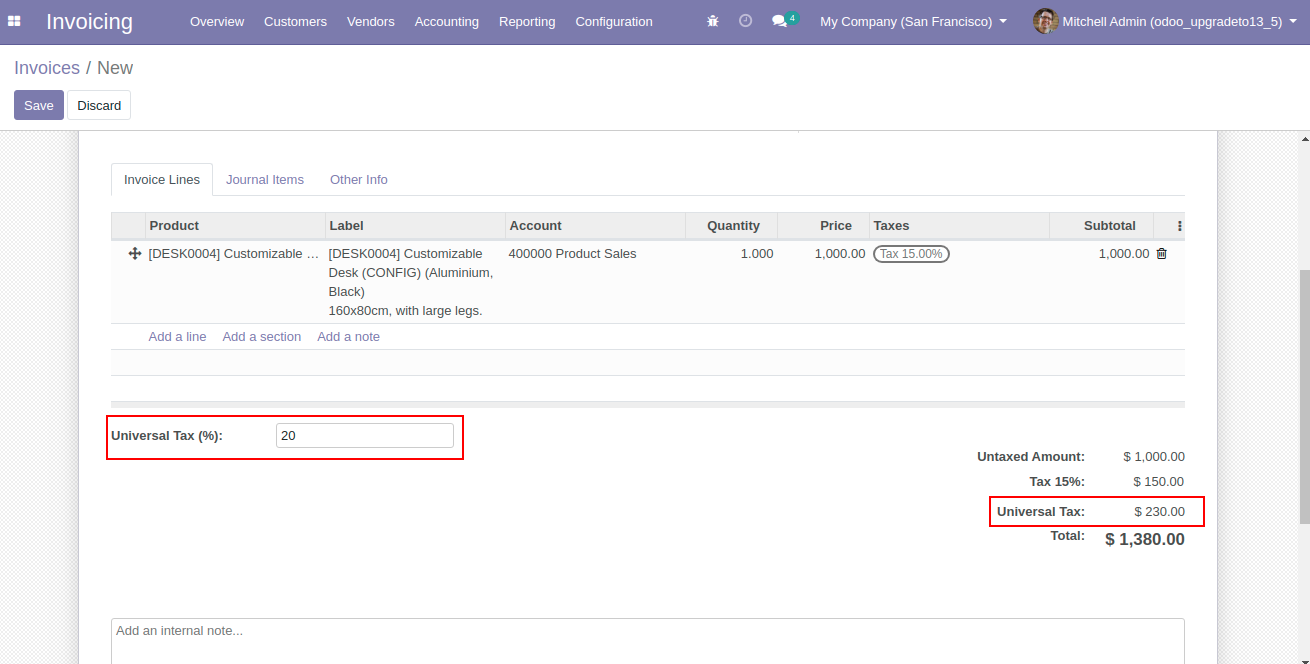 Invoicing Overview Customers Vendors Accounting Reporting Configuration 4 My Company (San Francisco) Mitchell Admin (odoo_upgradeto13_5)
Invoices / New
Save Discard
Invoice Lines Journal Items Other Info
Product Label Account Quantity Price Taxes Subtotal
[DESK0004] Customizable ... [DESK0004] Customizable 400000 Product Sales 1.000 1,000.00 Tax 15.00% 1,000.00
Desk (CONFIG) (Aluminium,
Black)
160x80cm, with large legs.
Add a line Add a section Add a note
Universal Tax (%): 20
Untaxed Amount: $ 1,000.00
Tax 15%: $ 150.00
Universal Tax: $ 230.00
Total: $ 1,380.00
Add an internal note...